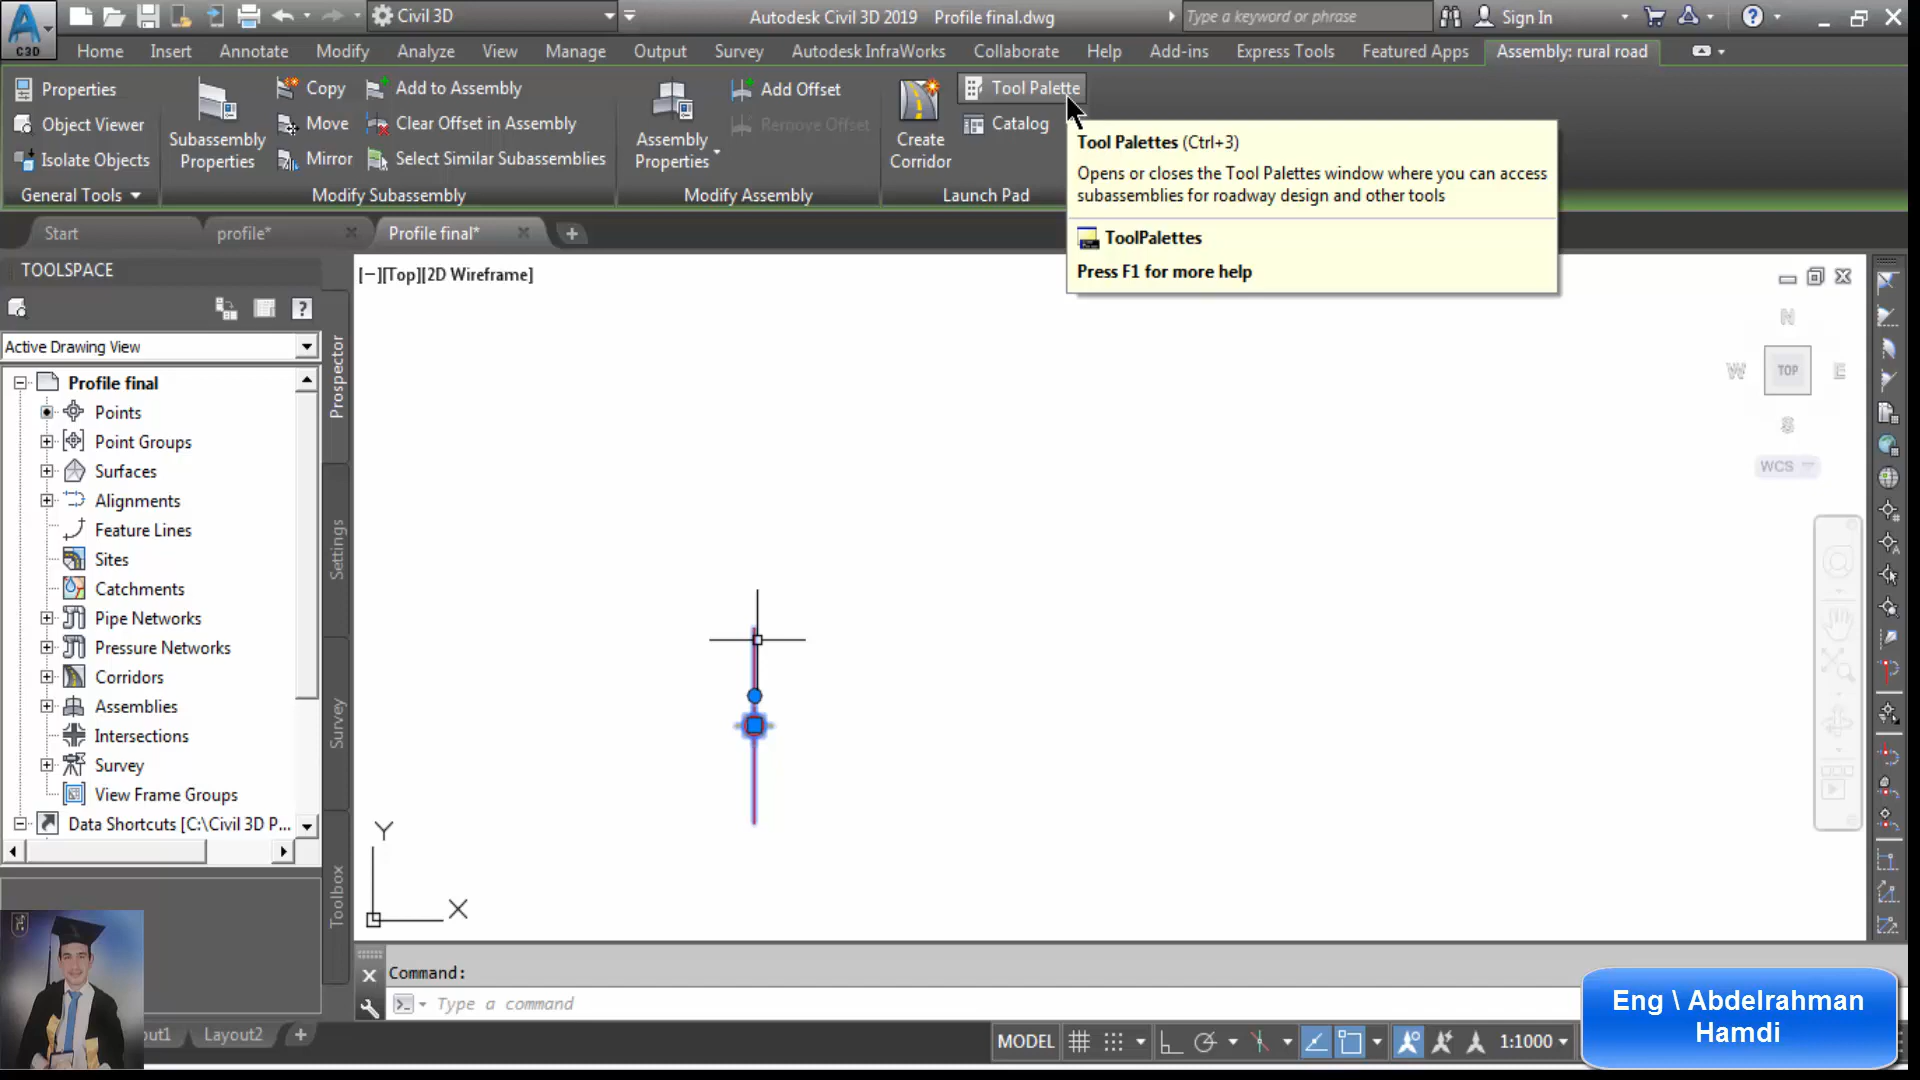 Civil 3D
Autodesk Civil 3D 2019 Profile final.dwg
Type a keyword or phrase
Sign In
C3D
Home Insert Annotate Modify Analyze View Manage Output Survey Autodesk InfraWorks Collaborate Help Add-ins Express Tools Featured Apps Assembly: rural road
Properties
Object Viewer
Isolate Objects
General Tools
Subassembly
Properties
Copy
Move
Mirror
Add to Assembly
Clear Offset in Assembly
Select Similar Subassemblies
Modify Subassembly
Assembly
Properties
Add Offset
Remove Offset
Modify Assembly
Create
Corridor
Tool Palette
Catalog
Launch Pad
Tool Palettes (Ctrl+3)
Opens or closes the Tool Palettes window where you can access
subassemblies for roadway design and other tools
ToolPalettes
Press F1 for more help
Start
profile*
Profile final*
TOOLSPACE
Active Drawing View
Profile final
Points
Point Groups
Surfaces
Alignments
Feature Lines
Sites
Catchments
Pipe Networks
Pressure Networks
Corridors
Assemblies
Intersections
Survey
View Frame Groups
Data Shortcuts [C:\Civil 3D P...
Prospector
Settings
Survey
Toolbox
[−][Top][2D Wireframe]
N
W
TOP
E
S
WCS
Y
X
Command:
Type a command
out1
Layout2
MODEL
1:1000
Eng \ Abdelrahman
Hamdi